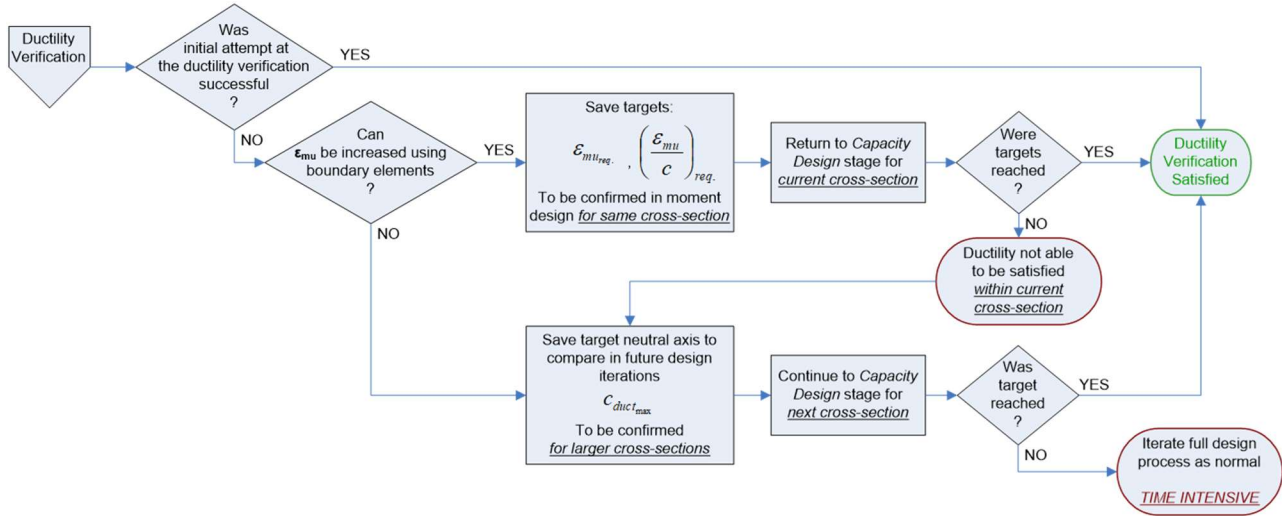 Ductility
Verification
Was
initial attempt at
the ductility verification
successful
?
YES
NO
Can
εmu be increased using
boundary elements
?
YES
NO
Save targets:
εmu req. , (εmu / c) req.
To be confirmed in moment
design for same cross-section
Return to Capacity
Design stage for
current cross-section
Were
targets
reached
?
YES
NO
Ductility
Verification
Satisfied
Ductility not able
to be satisfied
within current
cross-section
Save target neutral axis to
compare in future design
iterations
c duct max
To be confirmed
for larger cross-sections
Continue to Capacity
Design stage for
next cross-section
Was
target
reached
?
YES
NO
Iterate full design
process as normal
TIME INTENSIVE